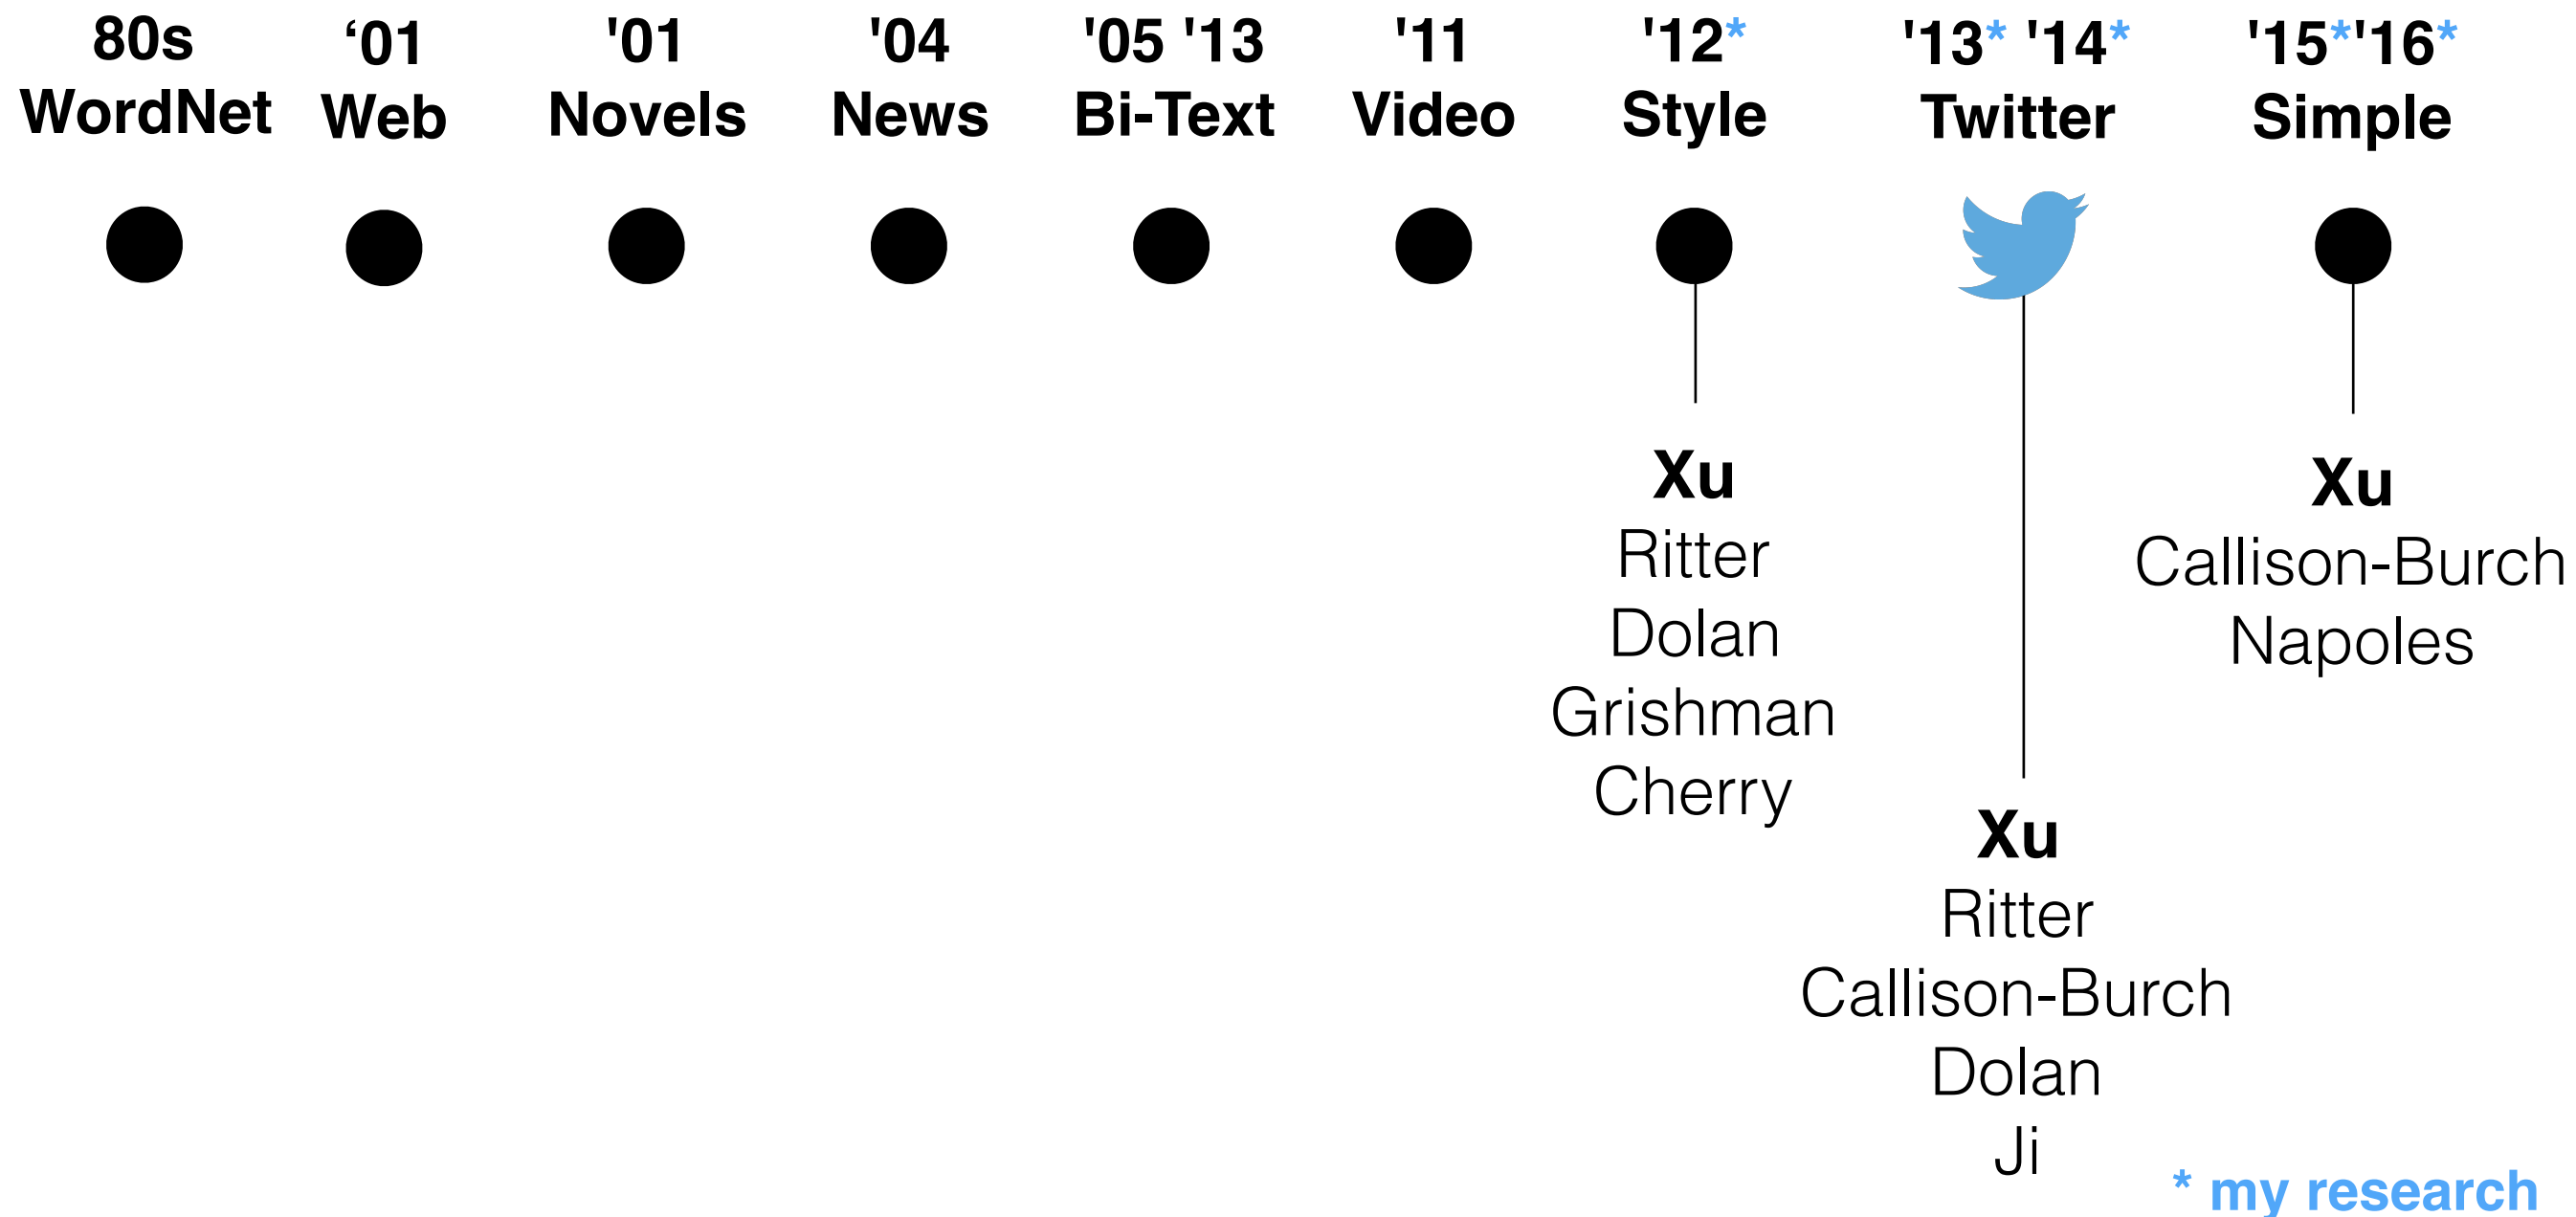 80s
WordNet
‘01
Web
'01
Novels
'04
News
'05 '13
Bi-Text
'11
Video
'12*
Style
'13* '14*
Twitter
'15*'16*
Simple
Xu
Ritter
Dolan
Grishman
Cherry
Xu
Ritter
Callison-Burch
Dolan
Ji
Xu
Callison-Burch
Napoles
* my research